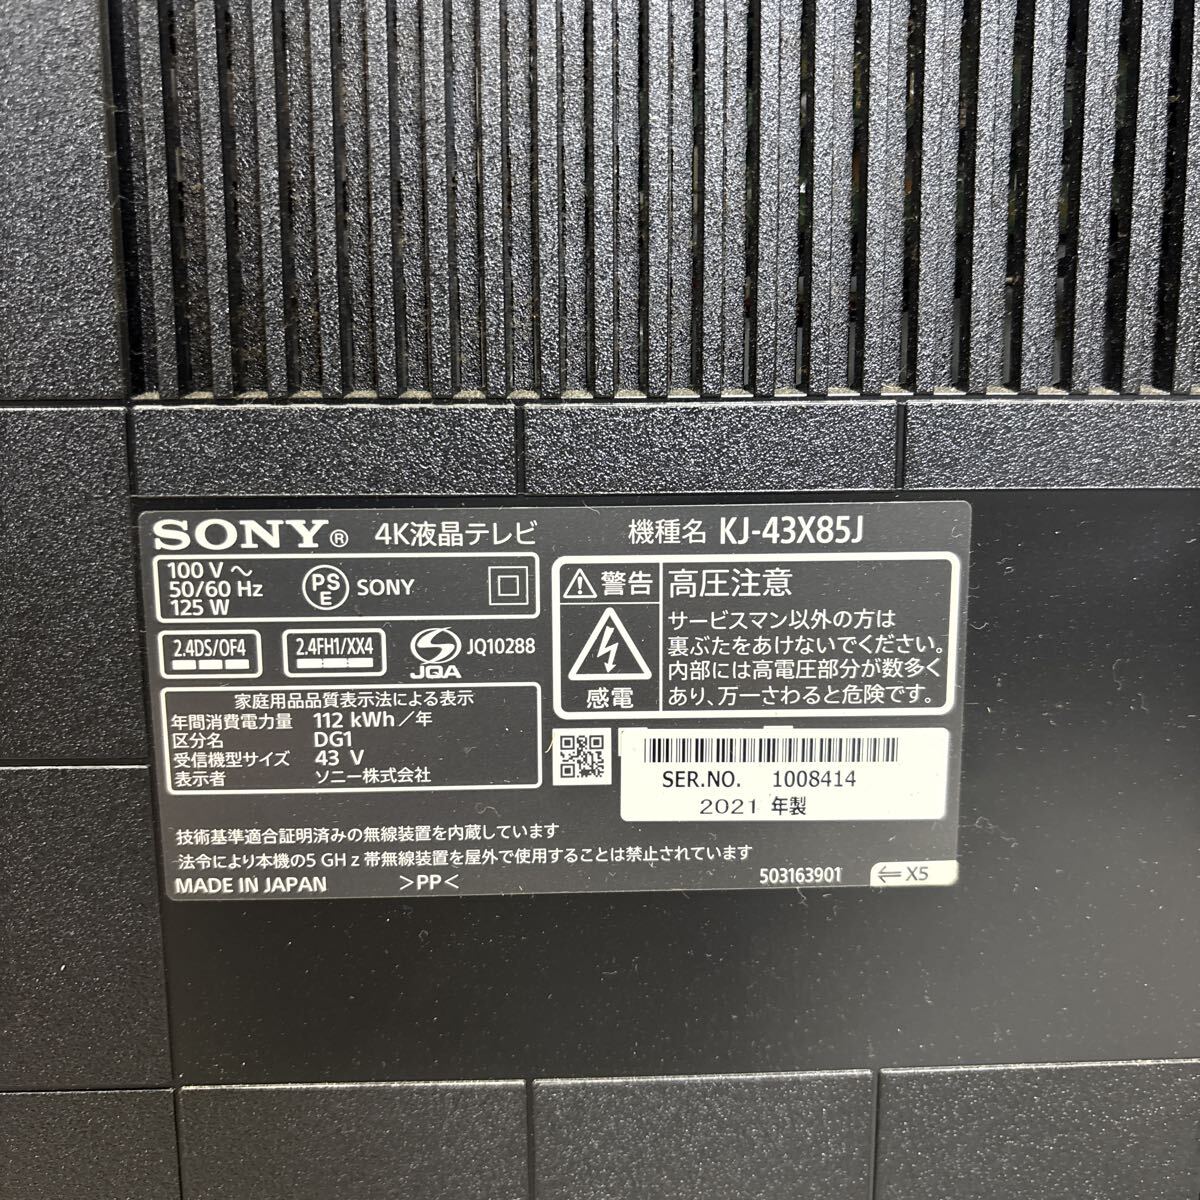 SONY® 4K液晶テレビ 機種名 KJ-43X85J
100 V ～
50/60 Hz
125 W
PS
E
SONY
2.4DS/OF4
2.4FH1/XX4
JQA
JQ10288
家庭用品品質表示法による表示
年間消費電力量 112 kWh／年
区分名 DG1
受信機型サイズ 43 V
表示者 ソニー株式会社
警告 高圧注意
感電
サービスマン以外の方は
裏ぶたをあけないでください。
内部には高電圧部分が数多く
あり、万一さわると危険です。
SER.NO. 1008414
2021 年製
技術基準適合証明済みの無線装置を内蔵しています
法令により本機の5 GHz帯無線装置を屋外で使用することは禁止されています
MADE IN JAPAN >PP< 503163901 ⇐X5